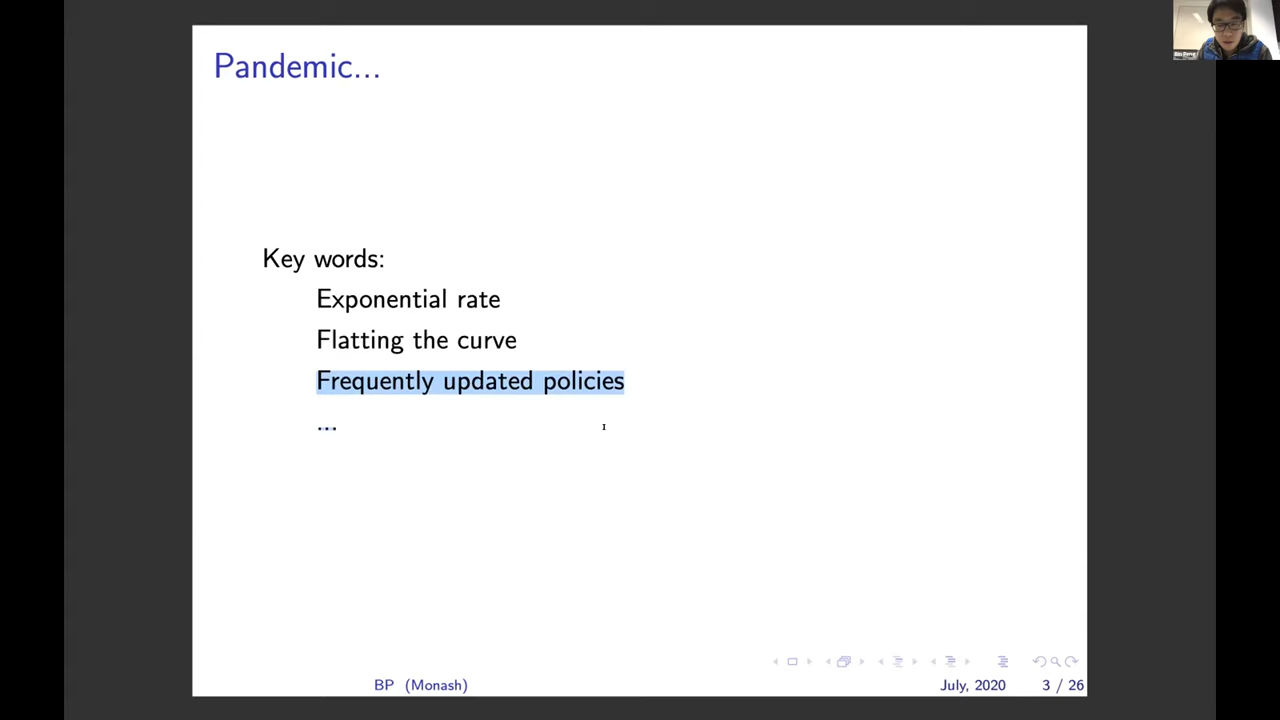 Pandemic...
Key words:
Exponential rate
Flatting the curve
Frequently updated policies
...
BP (Monash)
July, 2020
3 / 26